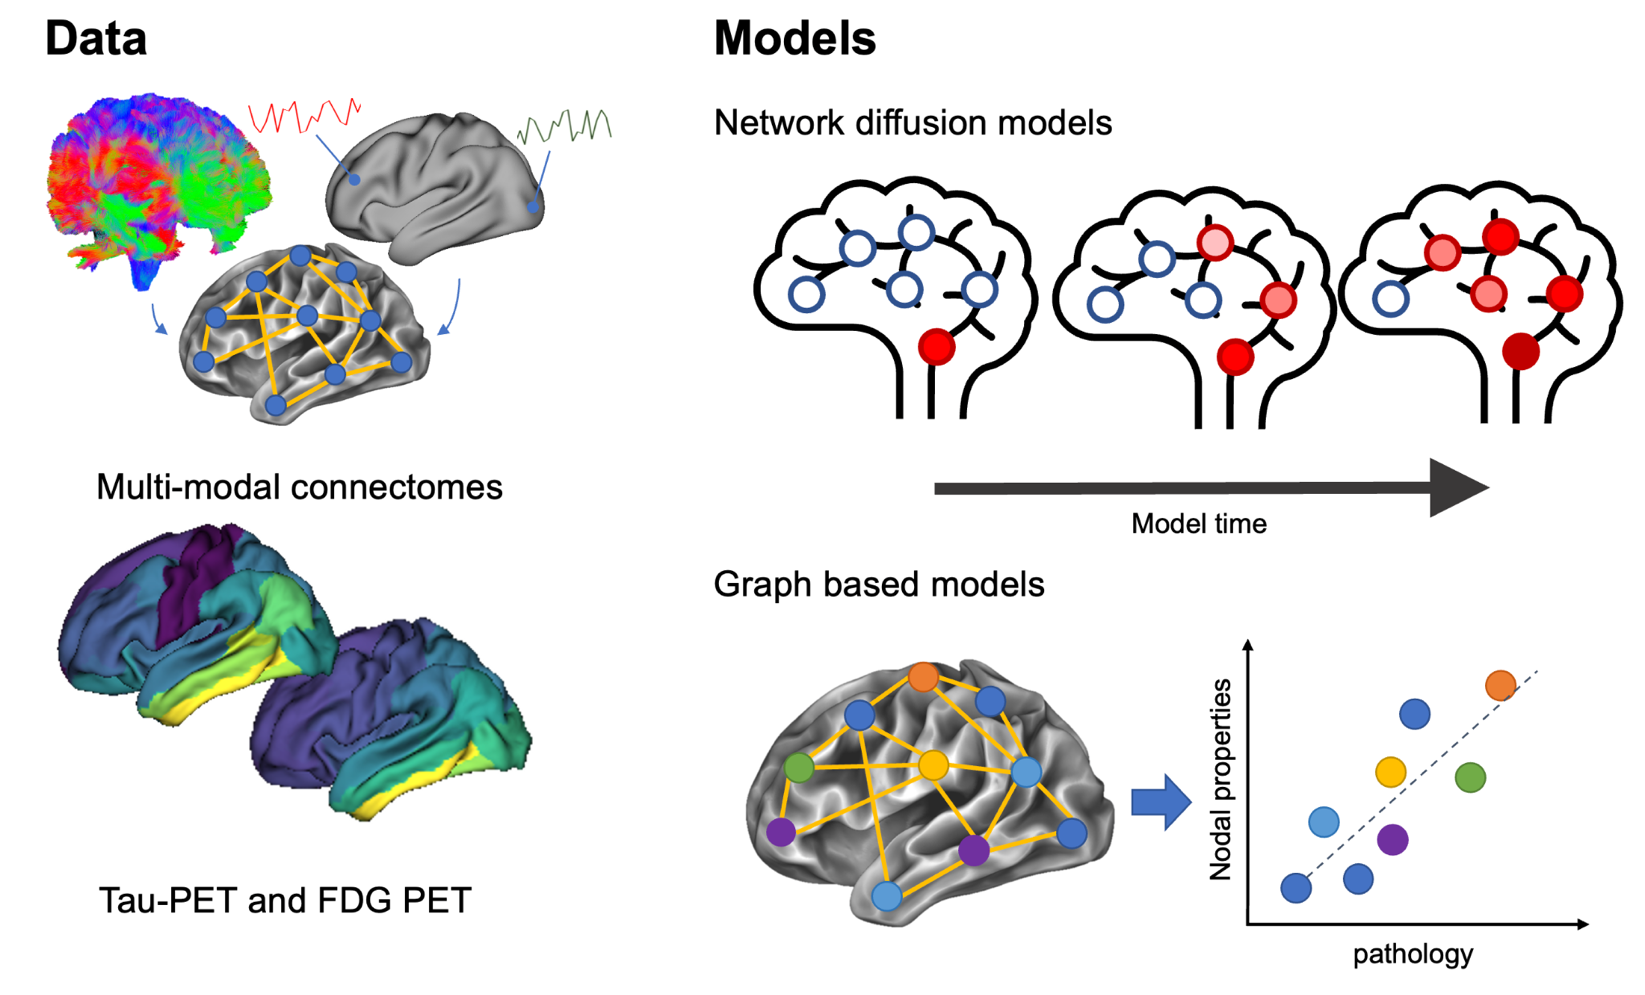 Data
Multi-modal connectomes
Tau-PET and FDG PET
Models
Network diffusion models
Model time
Graph based models
Nodal properties
pathology